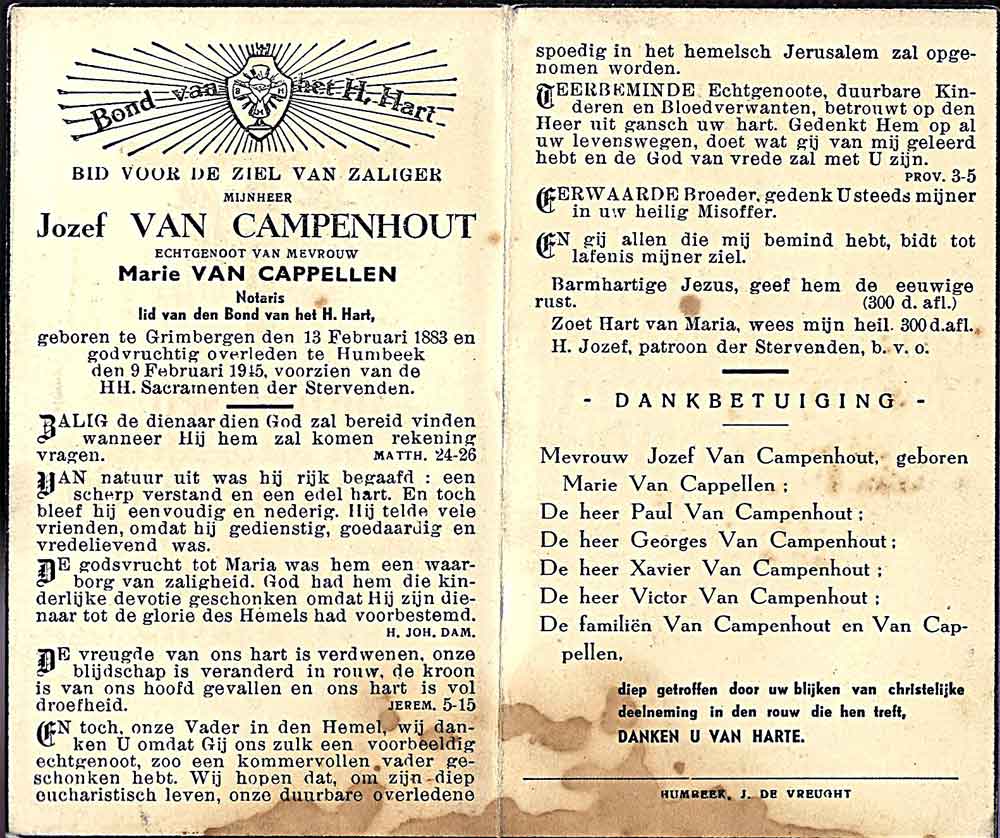 Bond van het H. Hart
BID VOOR DE ZIEL VAN ZALIGER
MIJNHEER
Jozef VAN CAMPENHOUT
ECHTGENOOT VAN MEVROUW
Marie VAN CAPPELLEN
Notaris
lid van den Bond van het H. Hart,
geboren te Grimbergen den 13 Februari 1883 en
godvruchtig overleden te Humbeek
den 9 Februari 1945, voorzien van de
HH. Sacramenten der Stervenden.
ZALIG de dienaar dien God zal bereid vinden
wanneer Hij hem zal komen rekening
vragen. MATTH. 24-26
VAN natuur uit was hij rijk begaafd : een
scherp verstand en een edel hart. En toch
bleef hij eenvoudig en nederig. Hij telde vele
vrienden, omdat hij gedienstig, goedaardig en
vredelievend was.
DE godsvrucht tot Maria was hem een waar-
borg van zaligheid. God had hem die kin-
derlijke devotie geschonken omdat Hij zijn die-
naar tot de glorie des Hemels had voorbestemd.
H. JOH. DAM.
DE vreugde van ons hart is verdwenen, onze
blijdschap is veranderd in rouw, de kroon
is van ons hoofd gevallen en ons hart is vol
droefheid. JEREM. 5-15
EN toch, onze Vader in den Hemel, wij dan-
ken U omdat Gij ons zulk een voorbeeldig
echtgenoot, zoo een kommervollen vader ge-
schonken hebt. Wij hopen dat, om zijn diep
eucharistisch leven, onze duurbare overledene
spoedig in het hemelsch Jerusalem zal opge-
nomen worden.
TEERBEMINDE Echtgenoote, duurbare Kin-
deren en Bloedverwanten, betrouwt op den
Heer uit gansch uw hart. Gedenkt Hem op al
uw levenswegen, doet wat gij van mij geleerd
hebt en de God van vrede zal met U zijn.
PROV. 3-5
EERWAARDE Broeder, gedenk U steeds mijner
in uw heilig Misoffer.
EN gij allen die mij bemind hebt, bidt tot
lafenis mijner ziel.
Barmhartige Jezus, geef hem de eeuwige
rust. (300 d. afl.)
Zoet Hart van Maria, wees mijn heil. 300 d. afl.
H. Jozef, patroon der Stervenden, b. v. o.
- DANKBETUIGING -
Mevrouw Jozef Van Campenhout, geboren
Marie Van Cappellen ;
De heer Paul Van Campenhout ;
De heer Georges Van Campenhout ;
De heer Xavier Van Campenhout ;
De heer Victor Van Campenhout ;
De familiën Van Campenhout en Van Cap-
pellen,
diep getroffen door uw blijken van christelijke
deelneming in den rouw die hen treft,
DANKEN U VAN HARTE.
HUMBEEK, J. DE VREUGHT